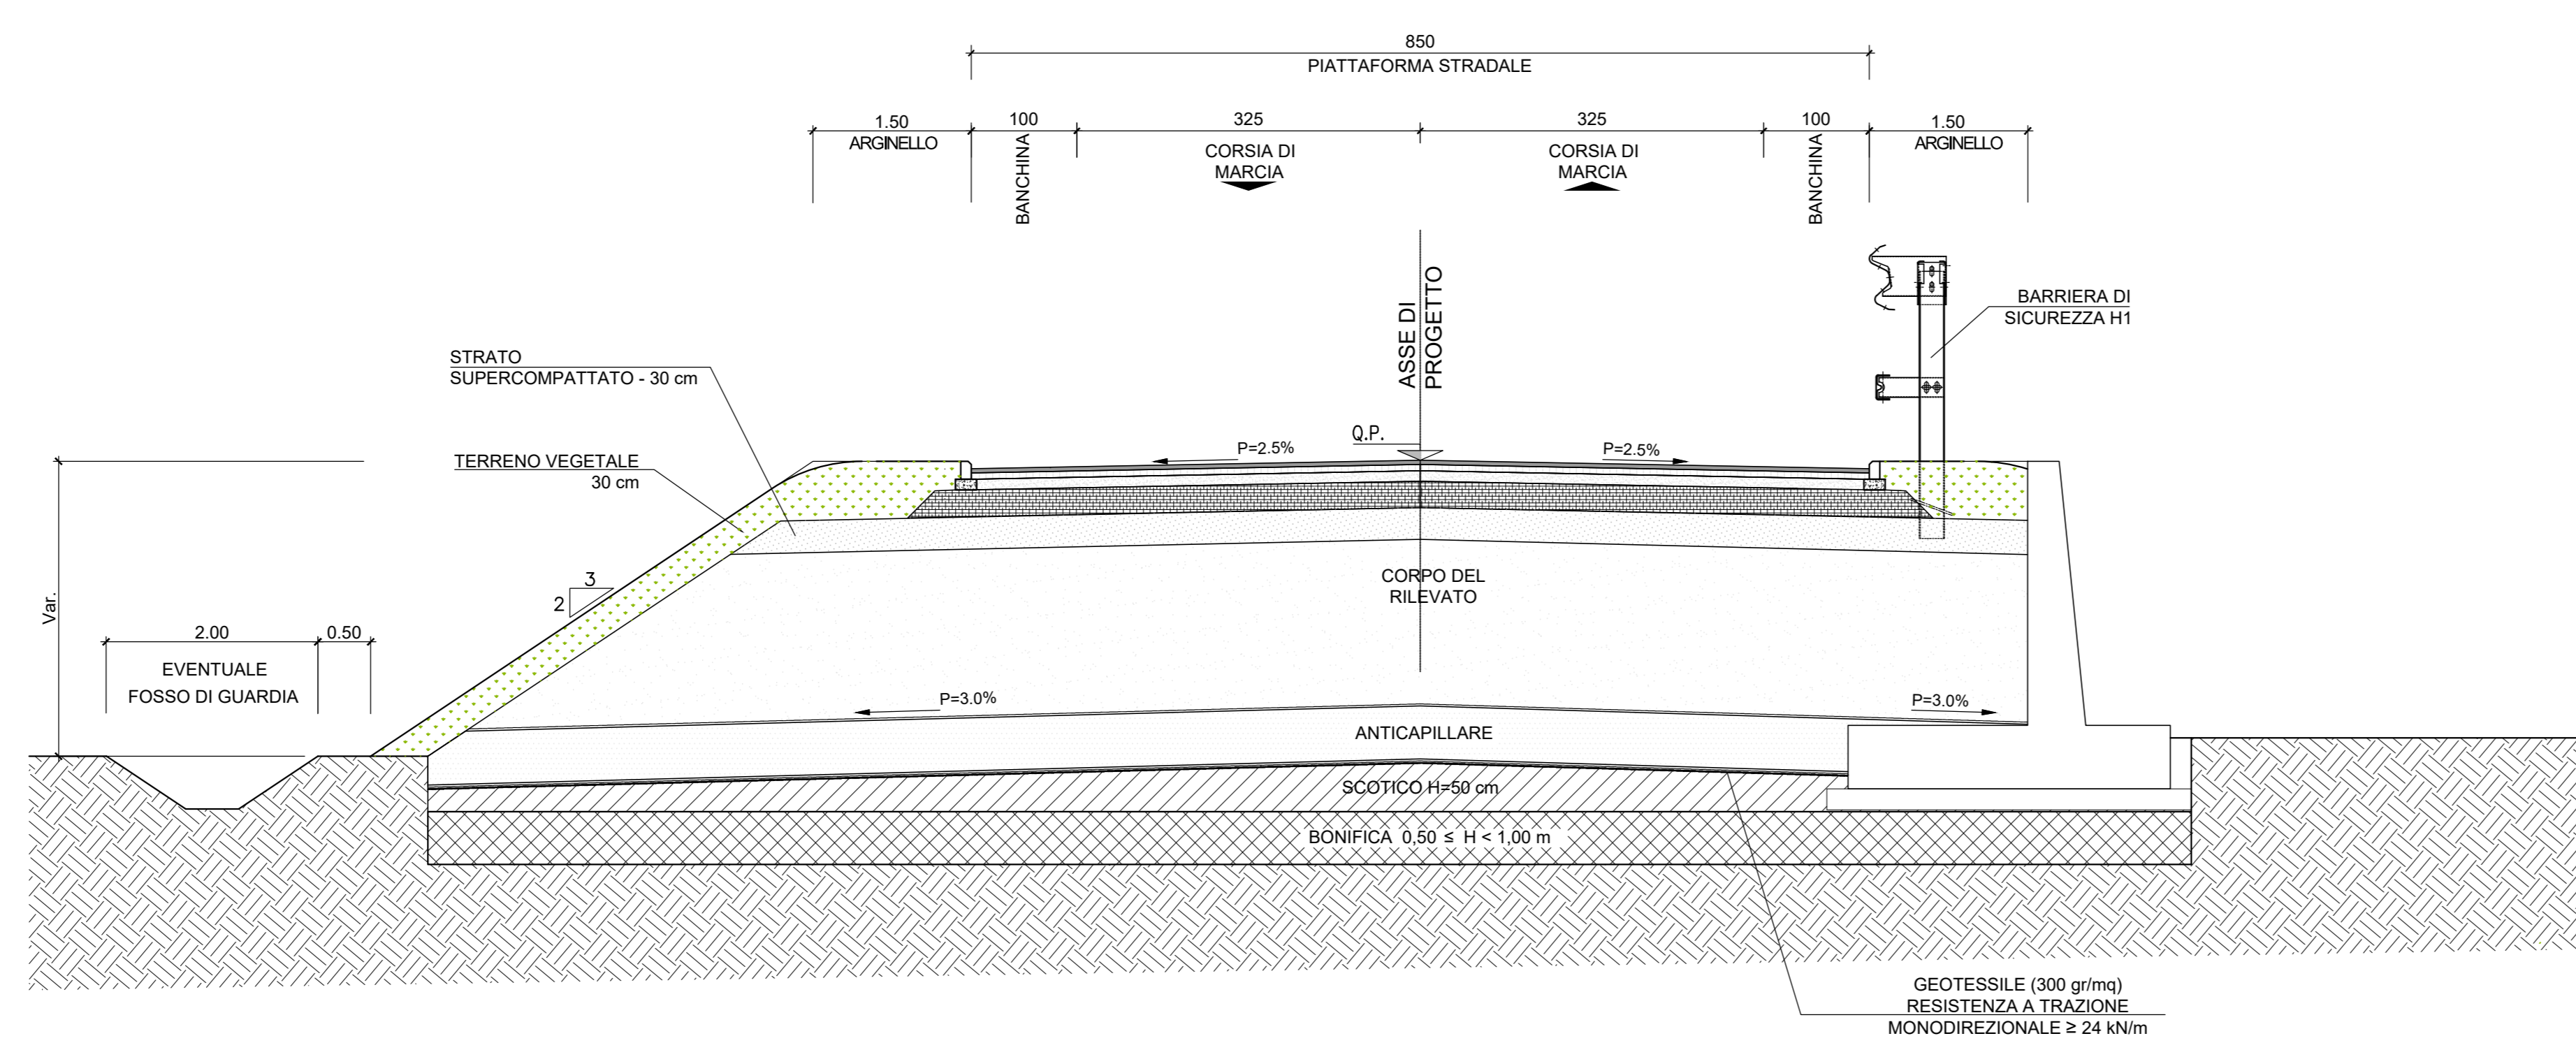 850
PIATTAFORMA STRADALE
1.50
ARGINELLO
100
BANCHINA
325
CORSIA DI
MARCIA
325
CORSIA DI
MARCIA
100
BANCHINA
1.50
ARGINELLO
ASSE DI
PROGETTO
BARRIERA DI
SICUREZZA H1
STRATO
SUPERCOMPATTATO - 30 cm
Q.P.
P=2.5%
P=2.5%
TERRENO VEGETALE
30 cm
3
2
CORPO DEL
RILEVATO
Var.
2.00
0.50
EVENTUALE
FOSSO DI GUARDIA
P=3.0%
P=3.0%
ANTICAPILLARE
SCOTICO H=50 cm
BONIFICA 0,50 ≤ H < 1,00 m
GEOTESSILE (300 gr/mq)
RESISTENZA A TRAZIONE
MONODIREZIONALE ≥ 24 kN/m